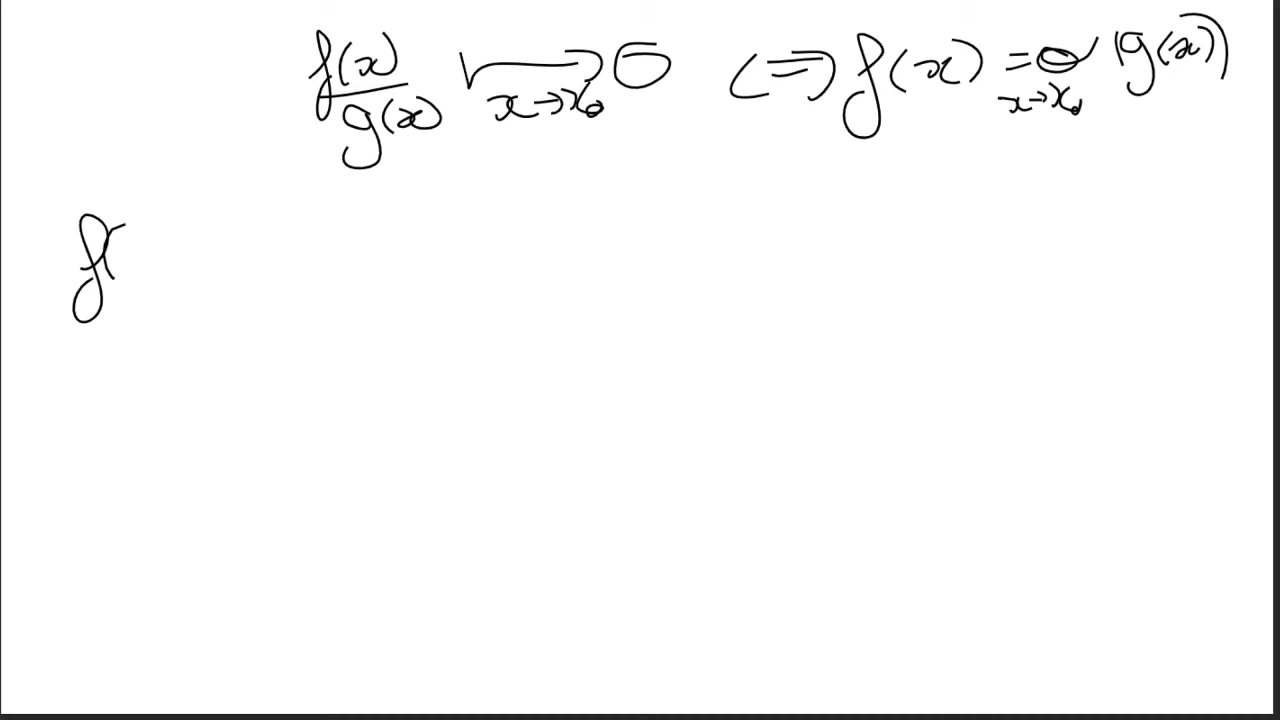 f(x)/g(x) ⟶_{x→x₀} 0 ⟺ f(x) =_{x→x₀} o(g(x))
f(